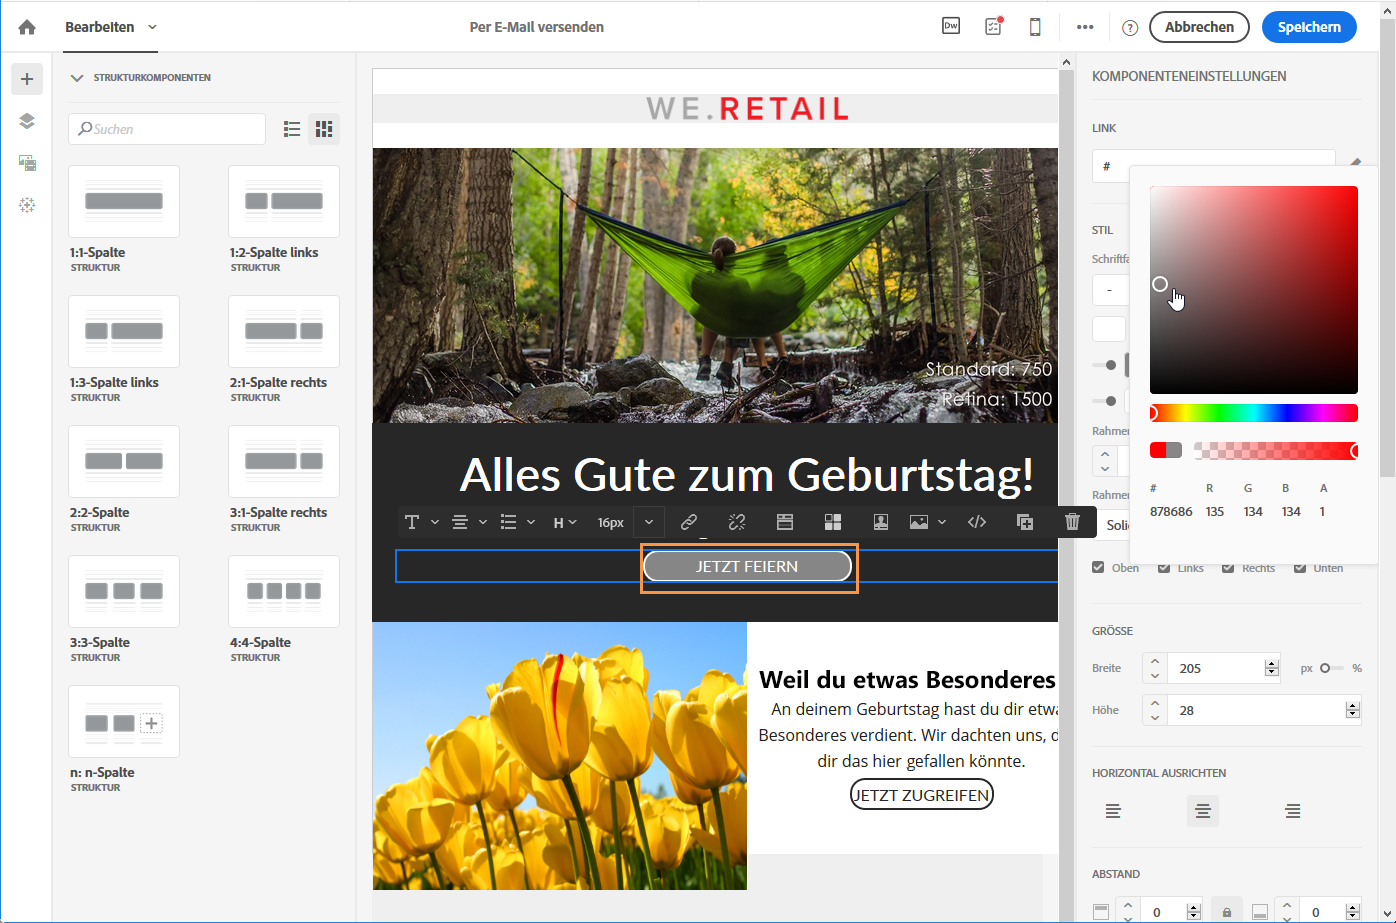 Bearbeiten
Per E-Mail versenden
Dw
Abbrechen
Speichern
STRUKTURKOMPONENTEN
Suchen
1:1-Spalte
STRUKTUR
1:2-Spalte links
STRUKTUR
1:3-Spalte links
STRUKTUR
2:1-Spalte rechts
STRUKTUR
2:2-Spalte
STRUKTUR
3:1-Spalte rechts
STRUKTUR
3:3-Spalte
STRUKTUR
4:4-Spalte
STRUKTUR
n: n-Spalte
STRUKTUR
WE.RETAIL
Standard: 750
Retina: 1500
Alles Gute zum Geburtstag!
T
H
16px
JETZT FEIERN
Weil du etwas Besonderes
An deinem Geburtstag hast du dir etwa
Besonderes verdient. Wir dachten uns, d
dir das hier gefallen könnte.
JETZT ZUGREIFEN
KOMPONENTENEINSTELLUNGEN
LINK
#
STIL
Schriftfa
-
Rahmen
Rahmen
Solid
# R G B A
878686 135 134 134 1
Oben Links Rechts Unten
GRÖSSE
Breite 205 px %
Höhe 28
HORIZONTAL AUSRICHTEN
ABSTAND
0 0